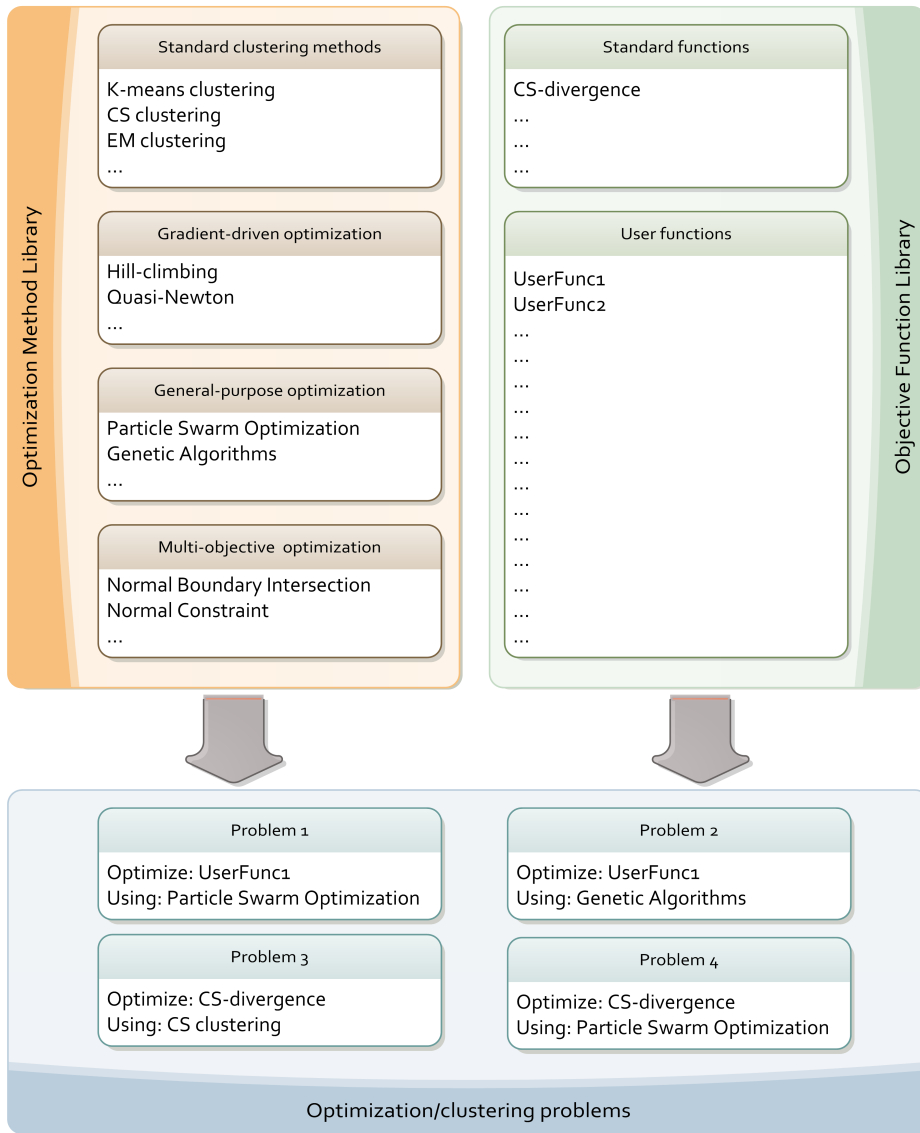 Optimization Method Library
Standard clustering methods
K-means clustering
CS clustering
EM clustering
...
Gradient-driven optimization
Hill-climbing
Quasi-Newton
...
General-purpose optimization
Particle Swarm Optimization
Genetic Algorithms
...
Multi-objective optimization
Normal Boundary Intersection
Normal Constraint
...
Objective Function Library
Standard functions
CS-divergence
...
...
...
User functions
UserFunc1
UserFunc2
...
...
...
...
...
...
...
...
...
...
...
...
...
Problem 1
Optimize: UserFunc1
Using: Particle Swarm Optimization
Problem 2
Optimize: UserFunc1
Using: Genetic Algorithms
Problem 3
Optimize: CS-divergence
Using: CS clustering
Problem 4
Optimize: CS-divergence
Using: Particle Swarm Optimization
Optimization/clustering problems